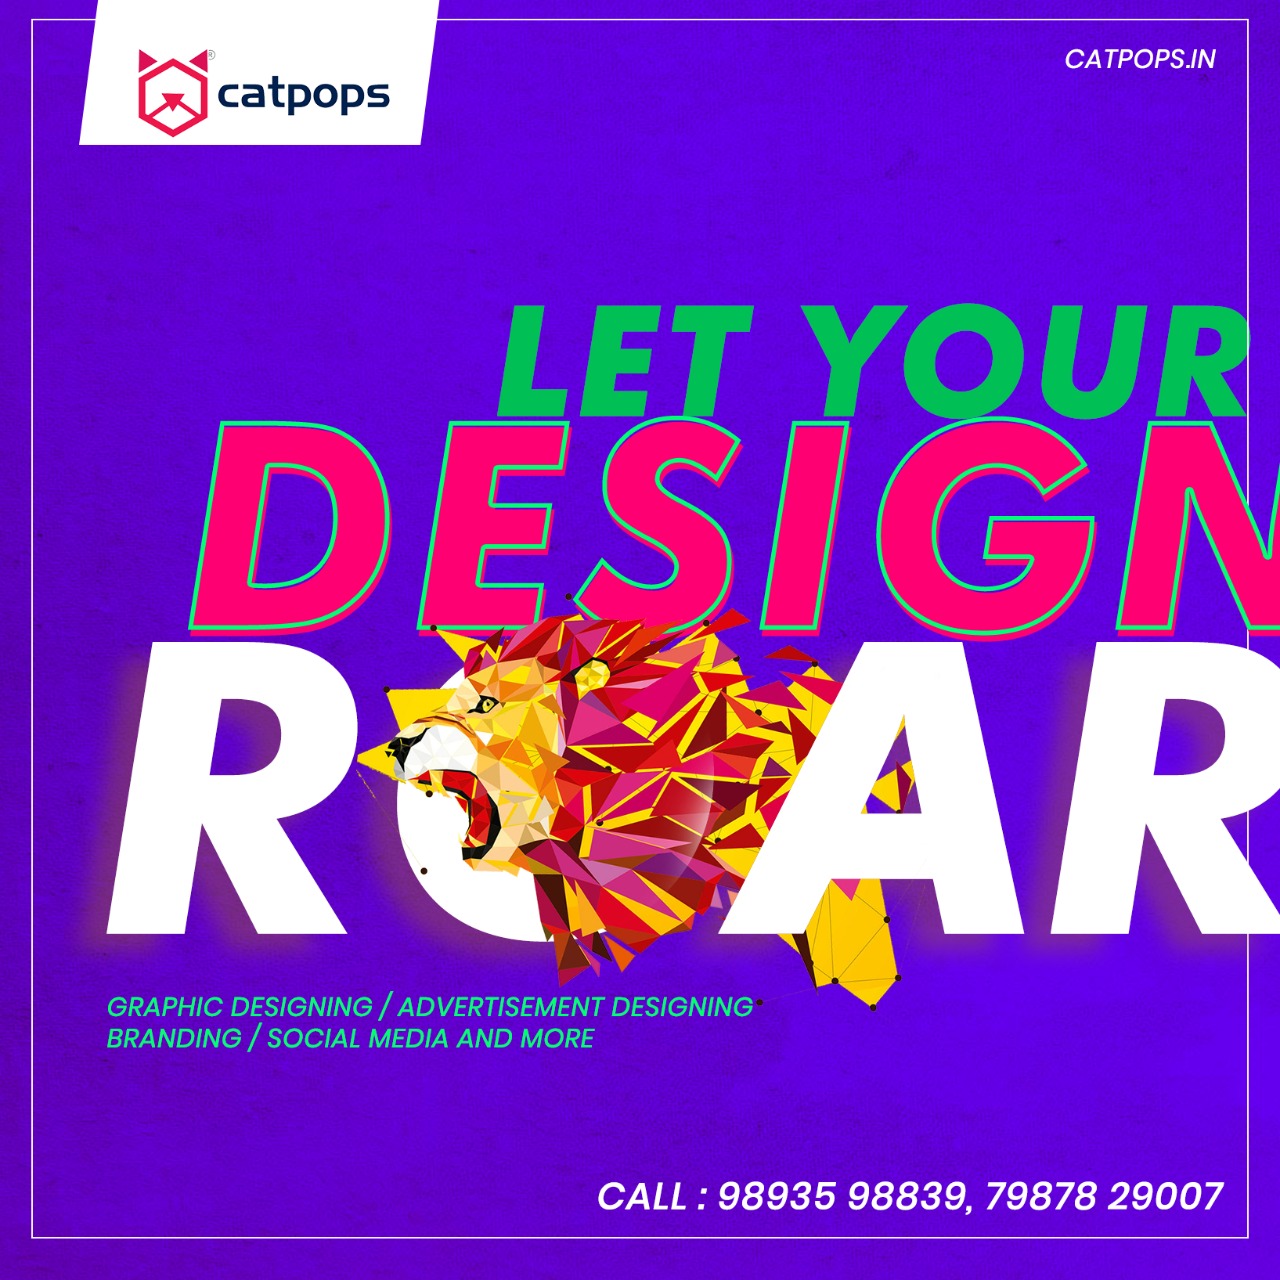 catpops®
CATPOPS.IN
LET YOUR
DESIGN
ROAR
GRAPHIC DESIGNING / ADVERTISEMENT DESIGNING
BRANDING / SOCIAL MEDIA AND MORE
CALL : 98935 98839, 79878 29007